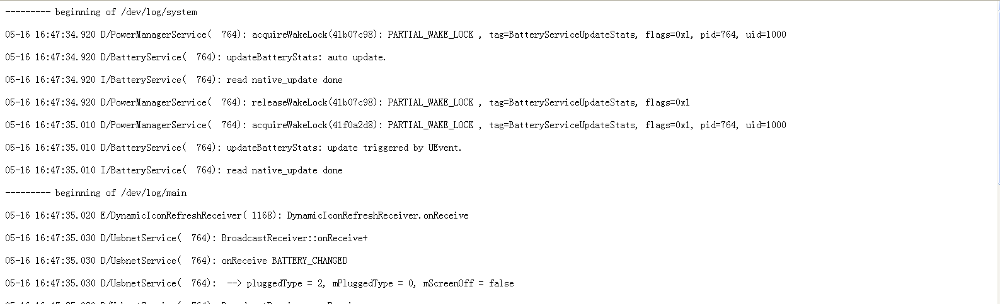 --------- beginning of /dev/log/system
05-16 16:47:34.920 D/PowerManagerService(  764): acquireWakeLock(41b07c98): PARTIAL_WAKE_LOCK , tag=BatteryServiceUpdateStats, flags=0x1, pid=764, uid=1000
05-16 16:47:34.920 D/BatteryService(  764): updateBatteryStats: auto update.
05-16 16:47:34.920 I/BatteryService(  764): read native_update done
05-16 16:47:34.920 D/PowerManagerService(  764): releaseWakeLock(41b07c98): PARTIAL_WAKE_LOCK , tag=BatteryServiceUpdateStats, flags=0x1
05-16 16:47:35.010 D/PowerManagerService(  764): acquireWakeLock(41f0a2d8): PARTIAL_WAKE_LOCK , tag=BatteryServiceUpdateStats, flags=0x1, pid=764, uid=1000
05-16 16:47:35.010 D/BatteryService(  764): updateBatteryStats: update triggered by UEvent.
05-16 16:47:35.010 I/BatteryService(  764): read native_update done
--------- beginning of /dev/log/main
05-16 16:47:35.020 E/DynamicIconRefreshReceiver( 1168): DynamicIconRefreshReceiver.onReceive
05-16 16:47:35.030 D/UsbnetService(  764): BroadcastReceiver::onReceive+
05-16 16:47:35.030 D/UsbnetService(  764): onReceive BATTERY_CHANGED
05-16 16:47:35.030 D/UsbnetService(  764):  --> pluggedType = 2, mPluggedType = 0, mScreenOff = false